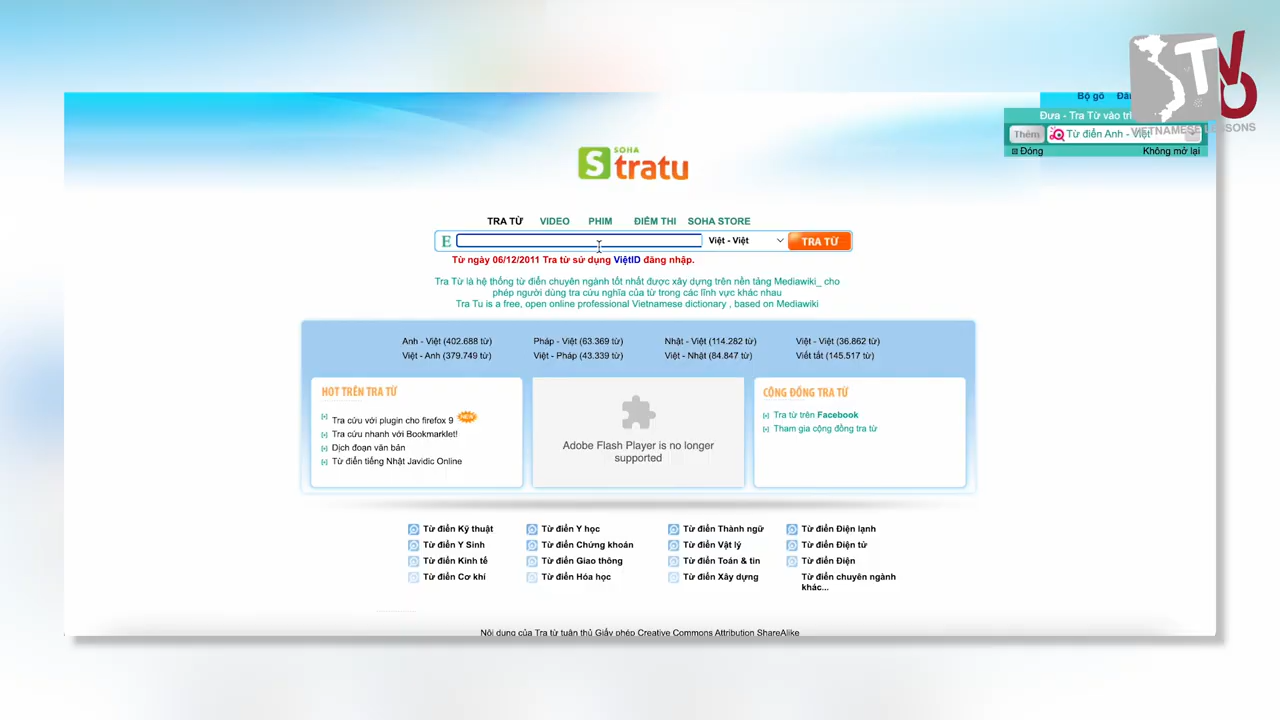 Bộ gõ
Đưa - Tra Từ vào
Thêm
Từ điển Anh - Việt
VIETNAMESE LESSONS
Đóng
Không mở lại
T
VO
SOHA
S tratu
TRA TỪ VIDEO PHIM ĐIỂM THI SOHA STORE
E
Việt - Việt
TRA TỪ
Từ ngày 06/12/2011 Tra từ sử dụng ViệtID đăng nhập.
Tra Từ là hệ thống từ điển chuyên ngành tốt nhất được xây dựng trên nền tảng Mediawiki_ cho
phép người dùng tra cứu nghĩa của từ trong các lĩnh vực khác nhau
Tra Tu is a free, open online professional Vietnamese dictionary , based on Mediawiki
Anh - Việt (402.688 từ) Pháp - Việt (63.369 từ) Nhật - Việt (114.282 từ) Việt - Việt (36.862 từ)
Việt - Anh (379.749 từ) Việt - Pháp (43.339 từ) Việt - Nhật (84.847 từ) Viết tắt (145.517 từ)
HOT TRÊN TRA TỪ
Tra cứu với plugin cho firefox 9 NEW
Tra cứu nhanh với Bookmarklet!
Dịch đoạn văn bản
Từ điển tiếng Nhật Javidic Online
Adobe Flash Player is no longer
supported
CỘNG ĐỒNG TRA TỪ
Tra từ trên Facebook
Tham gia cộng đồng tra từ
Từ điển Kỹ thuật Từ điển Y học Từ điển Thành ngữ Từ điển Điện lạnh
Từ điển Y Sinh Từ điển Chứng khoán Từ điển Vật lý Từ điển Điện tử
Từ điển Kinh tế Từ điển Giao thông Từ điển Toán & tin Từ điển Điện
Từ điển Cơ khí Từ điển Hóa học Từ điển Xây dựng Từ điển chuyên ngành
khác...
Nội dung của Tra từ tuân thủ Giấy phép Creative Commons Attribution ShareAlike